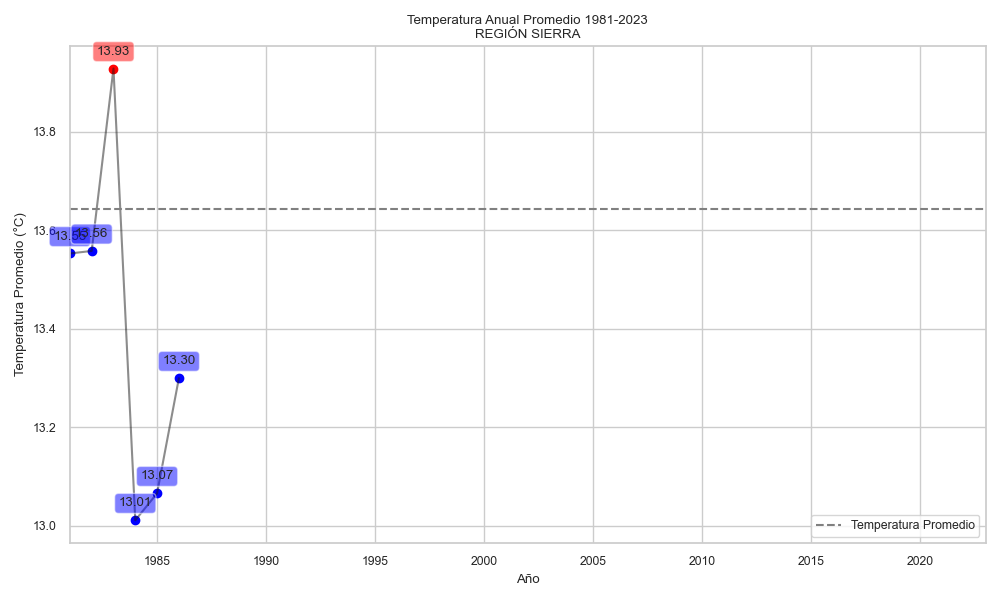 Temperatura Anual Promedio 1981-2023
REGIÓN SIERRA
13.93
13.8
13.6
13.55
13.56
13.4
13.30
13.2
13.07
13.01
13.0
Temperatura Promedio (°C)
Temperatura Promedio
1985 1990 1995 2000 2005 2010 2015 2020
Año